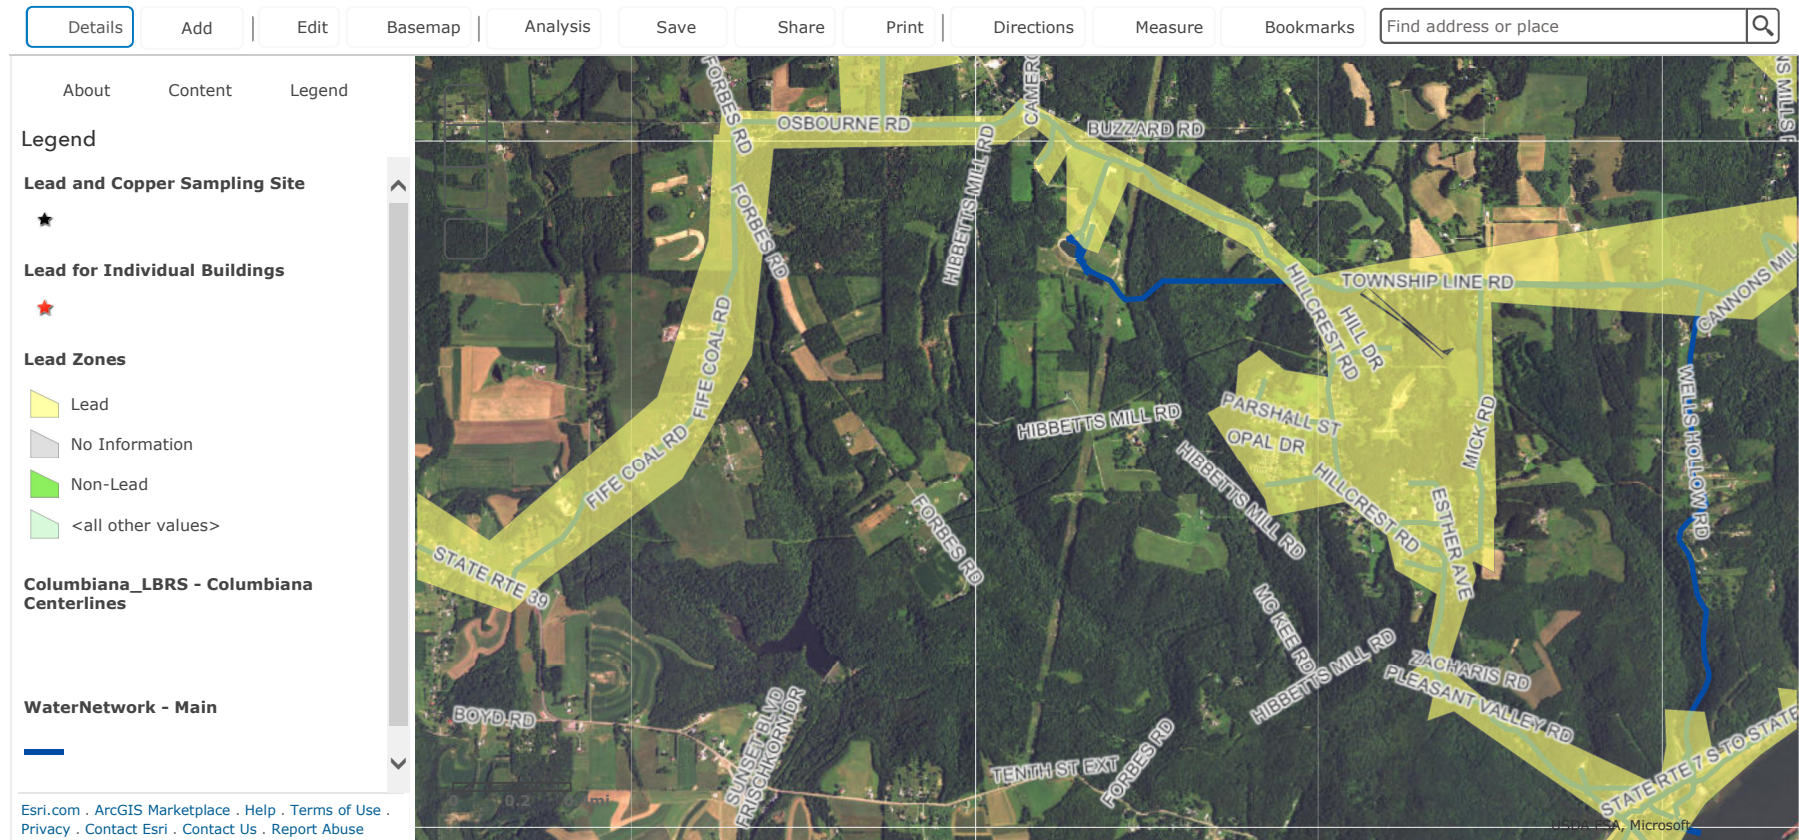 Details
Add
Edit
Basemap
Analysis
Save
Share
Print
Directions
Measure
Bookmarks
Find address or place
About
Content
Legend
Legend
Lead and Copper Sampling Site
Lead for Individual Buildings
Lead Zones
Lead
No Information
Non-Lead
<all other values>
Columbiana_LBRS - Columbiana
Centerlines
WaterNetwork - Main
Esri.com . ArcGIS Marketplace . Help . Terms of Use .
Privacy . Contact Esri . Contact Us . Report Abuse
FORBES RD
OSBOURNE RD
BUZZARD RD
HIBBETTS MILL RD
FORBES RD
TOWNSHIP LINE RD
HILLCREST RD
HILL DR
FIFE COAL RD
PARSHALL ST
OPAL DR
HIBBETTS MILL RD
MICK RD
WELLS HOLLOW RD
FIFE COAL RD
HIBBETTS MILL RD
HILLCREST RD
ESTHER AVE
FORBES RD
STATE RTE 39
MC KEE RD
HIBBETTS MILL RD
ZACHARIS RD
PLEASANT VALLEY RD
BOYD RD
SUNSET BLVD
FRISCHKORN DR
TENTH ST EXT
FORBES RD
STATE RTE 7 S TO STATE
0 0.2
mi
USDA FSA, Microsoft